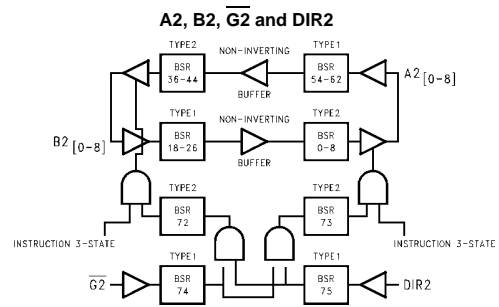 A2, B2, G2 and DIR2
TYPE2 NON-INVERTING TYPE1
BSR 36-44 BSR 54-62 A2[0-8]
BUFFER
TYPE1 NON-INVERTING TYPE2
B2[0-8] BSR 18-26 BSR 0-8
BUFFER
TYPE2 TYPE2
BSR 72 BSR 73
INSTRUCTION 3-STATE INSTRUCTION 3-STATE
TYPE1 TYPE1
G2 BSR 74 BSR 75 DIR2